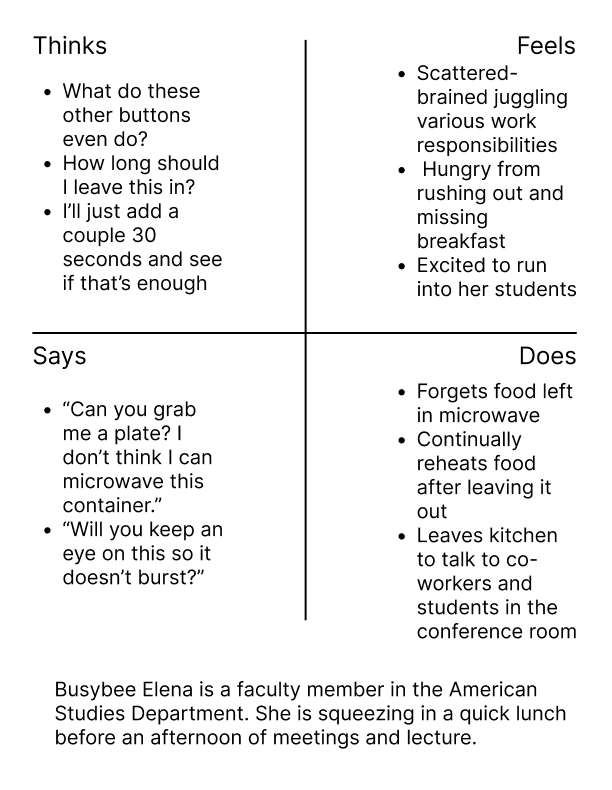 Thinks
• What do these
other buttons
even do?
• How long should
I leave this in?
• I’ll just add a
couple 30
seconds and see
if that’s enough
Feels
• Scattered-
brained juggling
various work
responsibilities
• Hungry from
rushing out and
missing
breakfast
• Excited to run
into her students
Says
• “Can you grab
me a plate? I
don’t think I can
microwave this
container.”
• “Will you keep an
eye on this so it
doesn’t burst?”
Does
• Forgets food left
in microwave
• Continually
reheats food
after leaving it
out
• Leaves kitchen
to talk to co-
workers and
students in the
conference room
Busybee Elena is a faculty member in the American
Studies Department. She is squeezing in a quick lunch
before an afternoon of meetings and lecture.